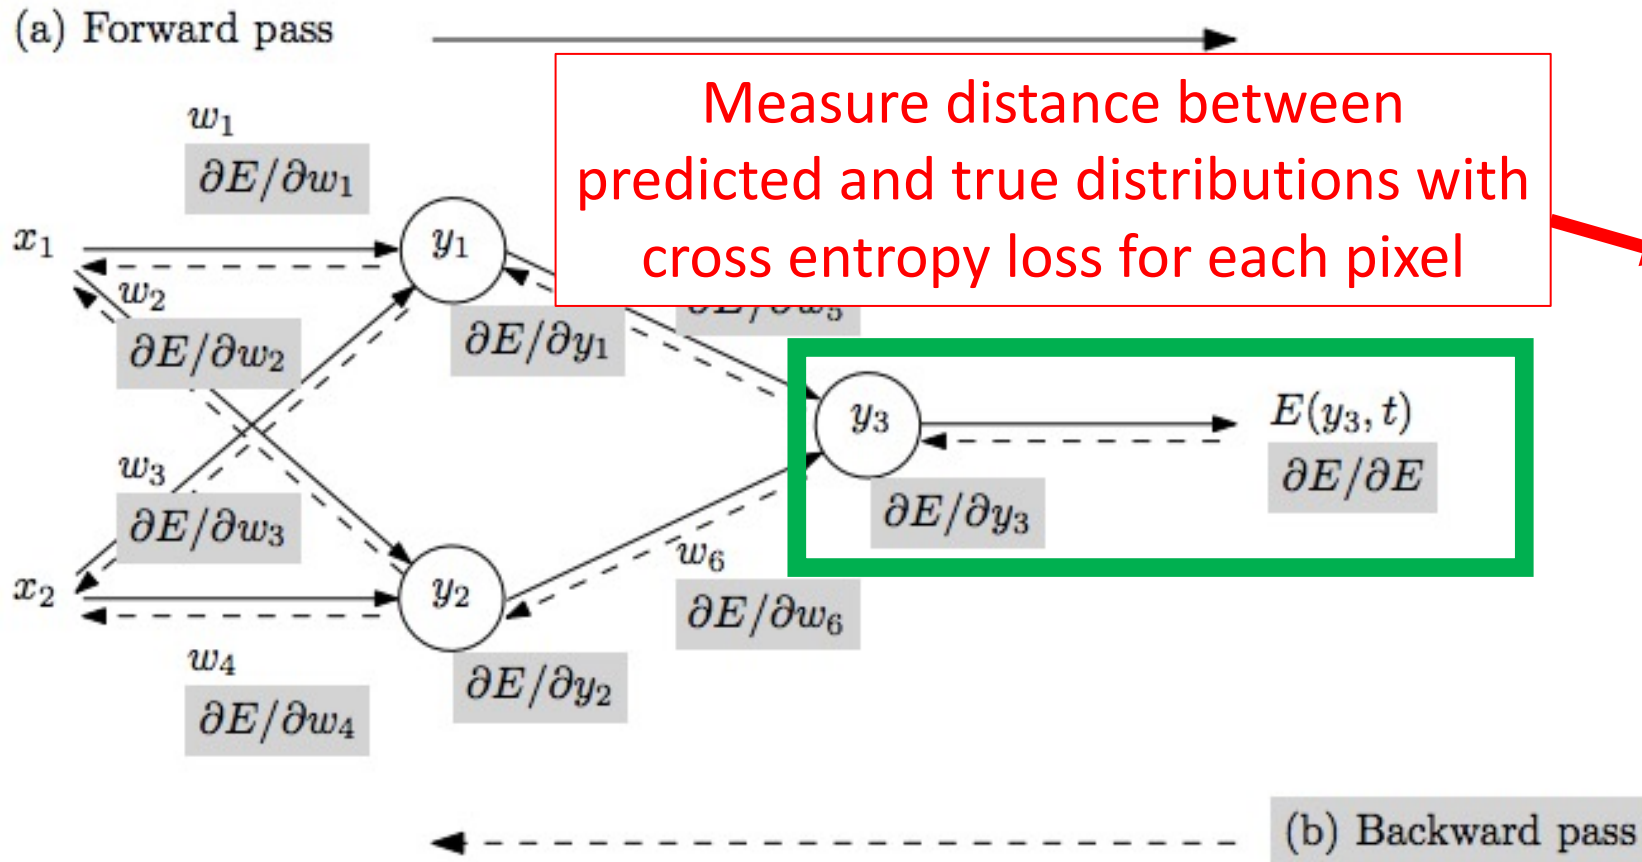 (a) Forward pass
Measure distance between
predicted and true distributions with
cross entropy loss for each pixel
w₁
∂E/∂w₁
x₁
y₁
w₂
∂E/∂w₂
∂E/∂y₁
∂E/∂w₅
y₃
E(y₃, t)
∂E/∂E
w₃
∂E/∂w₃
∂E/∂y₃
x₂
y₂
w₆
∂E/∂w₆
w₄
∂E/∂w₄
∂E/∂y₂
(b) Backward pass